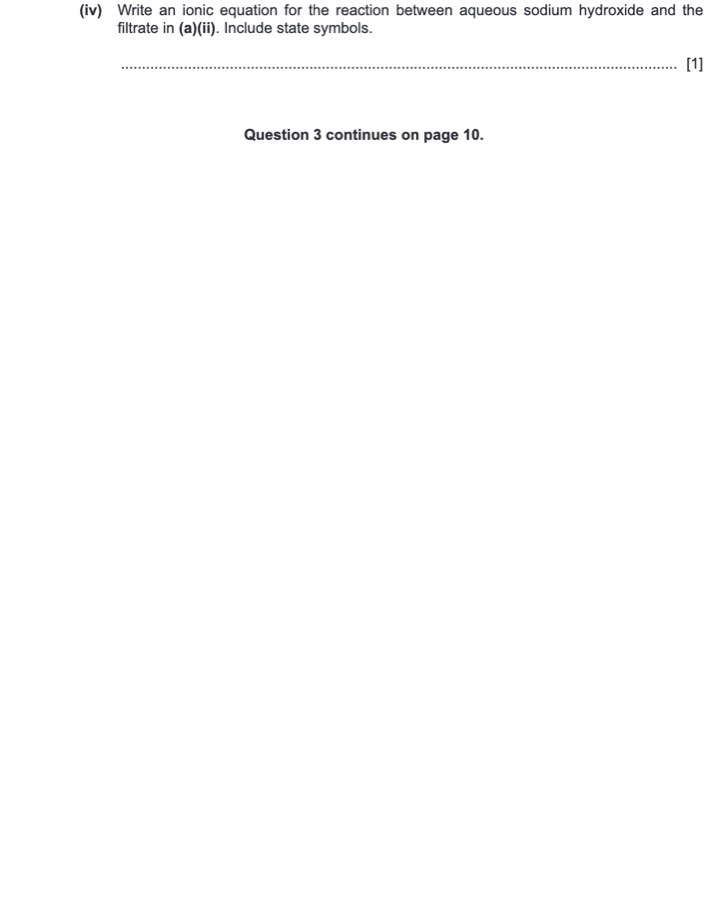 (iv) Write an ionic equation for the reaction between aqueous sodium hydroxide and the
filtrate in (a)(ii). Include state symbols.
.................................................................................................................................... [1]
Question 3 continues on page 10.